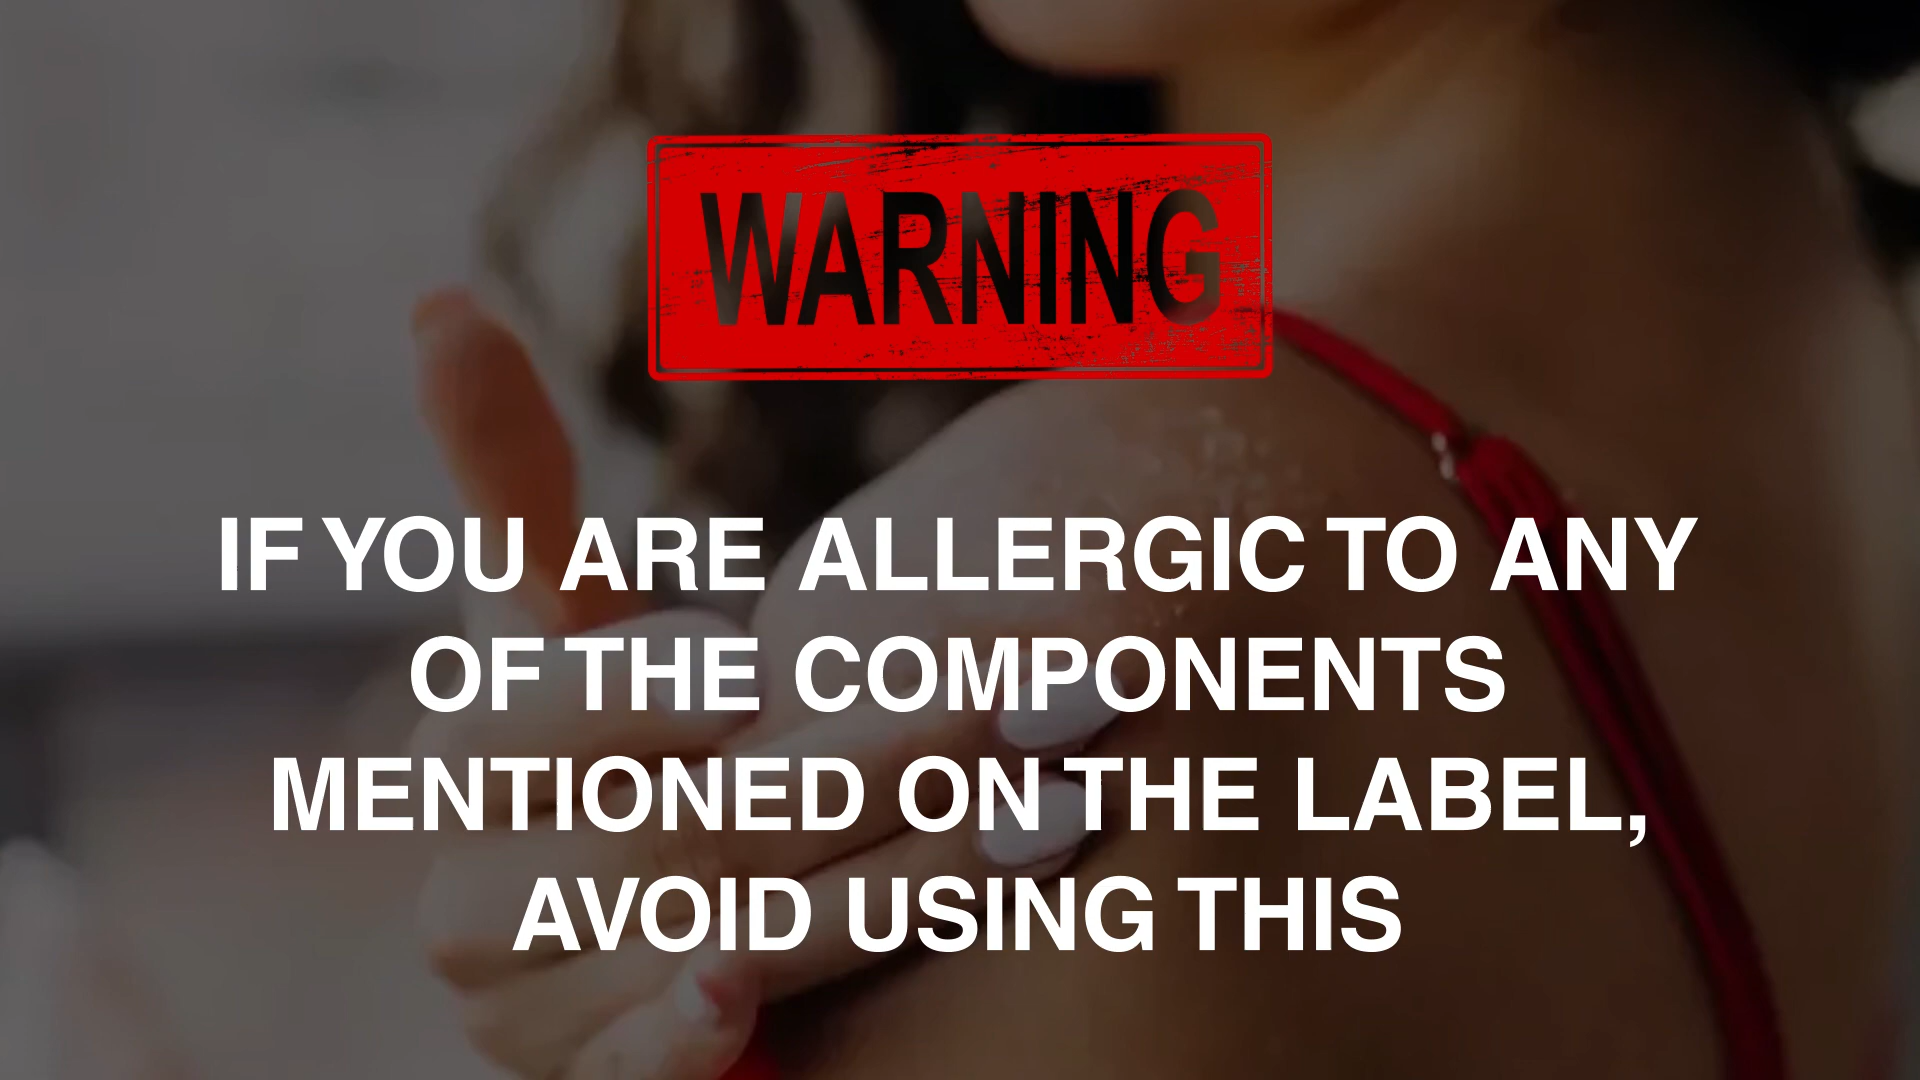 WARNING
IF YOU ARE ALLERGIC TO ANY
OF THE COMPONENTS
MENTIONED ON THE LABEL,
AVOID USING THIS